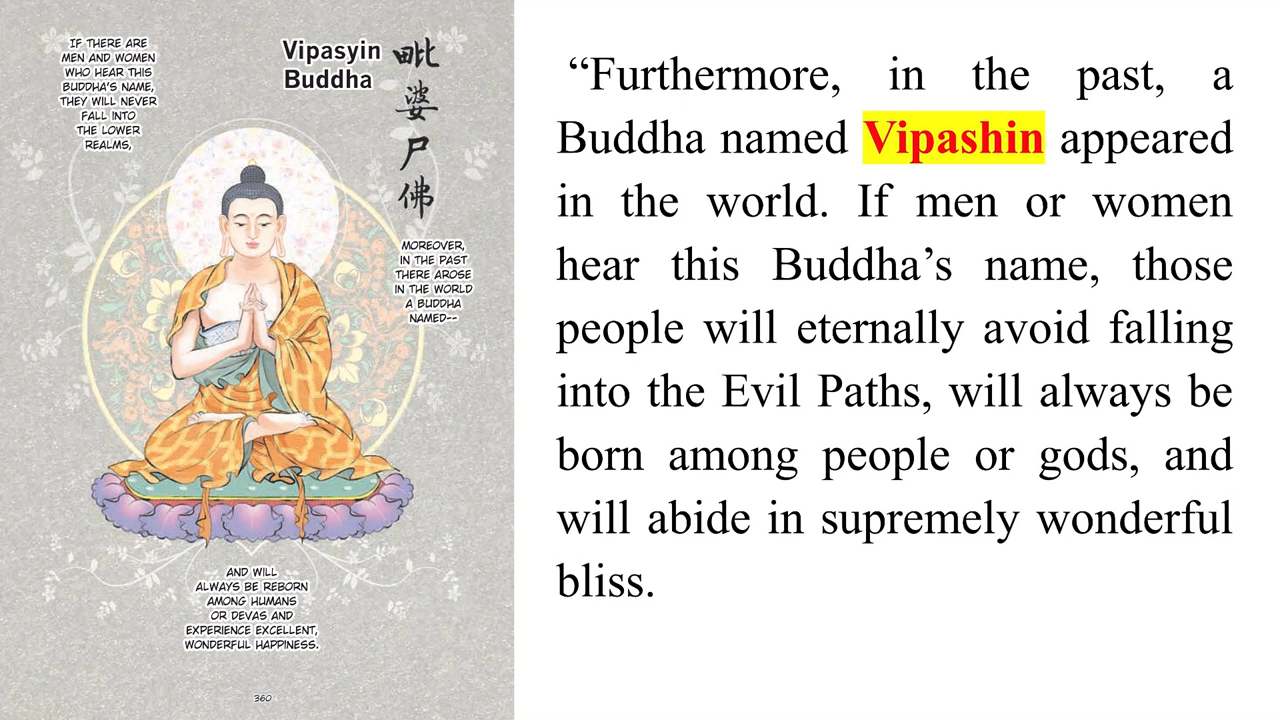 IF THERE ARE
MEN AND WOMEN
WHO HEAR THIS
BUDDHA'S NAME,
THEY WILL NEVER
FALL INTO
THE LOWER
REALMS,
Vipasyin
Buddha
毗
婆
尸
佛
MOREOVER,
IN THE PAST
THERE AROSE
IN THE WORLD
A BUDDHA
NAMED--
AND WILL
ALWAYS BE REBORN
AMONG HUMANS
OR DEVAS AND
EXPERIENCE EXCELLENT,
WONDERFUL HAPPINESS.
360
“Furthermore, in the past, a
Buddha named Vipashin appeared
in the world. If men or women
hear this Buddha’s name, those
people will eternally avoid falling
into the Evil Paths, will always be
born among people or gods, and
will abide in supremely wonderful
bliss.